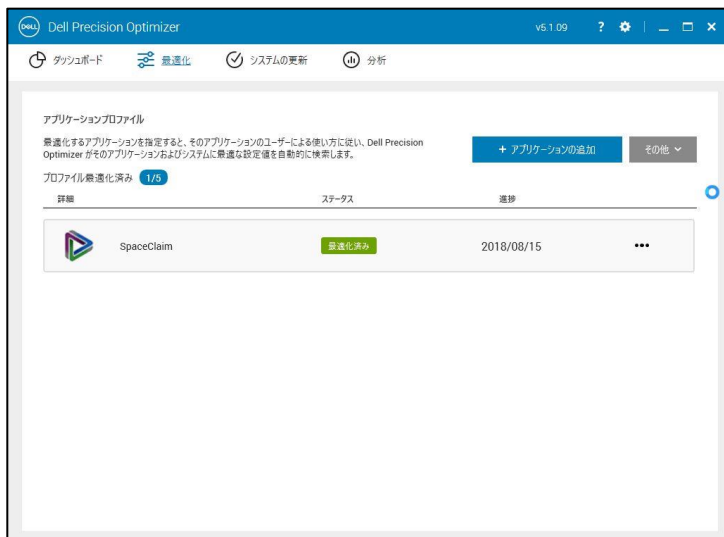 DELL Dell Precision Optimizer v5.1.09 ?
ダッシュボード 最適化 システムの更新 分析
アプリケーションプロファイル
最適化するアプリケーションを指定すると、そのアプリケーションのユーザーによる使い方に従い、Dell Precision
Optimizer がそのアプリケーションおよびシステムに最適な設定値を自動的に検索します。
+ アプリケーションの追加 その他
プロファイル最適化済み 1/5
詳細 ステータス 進捗
SpaceClaim 最適化済み 2018/08/15 •••